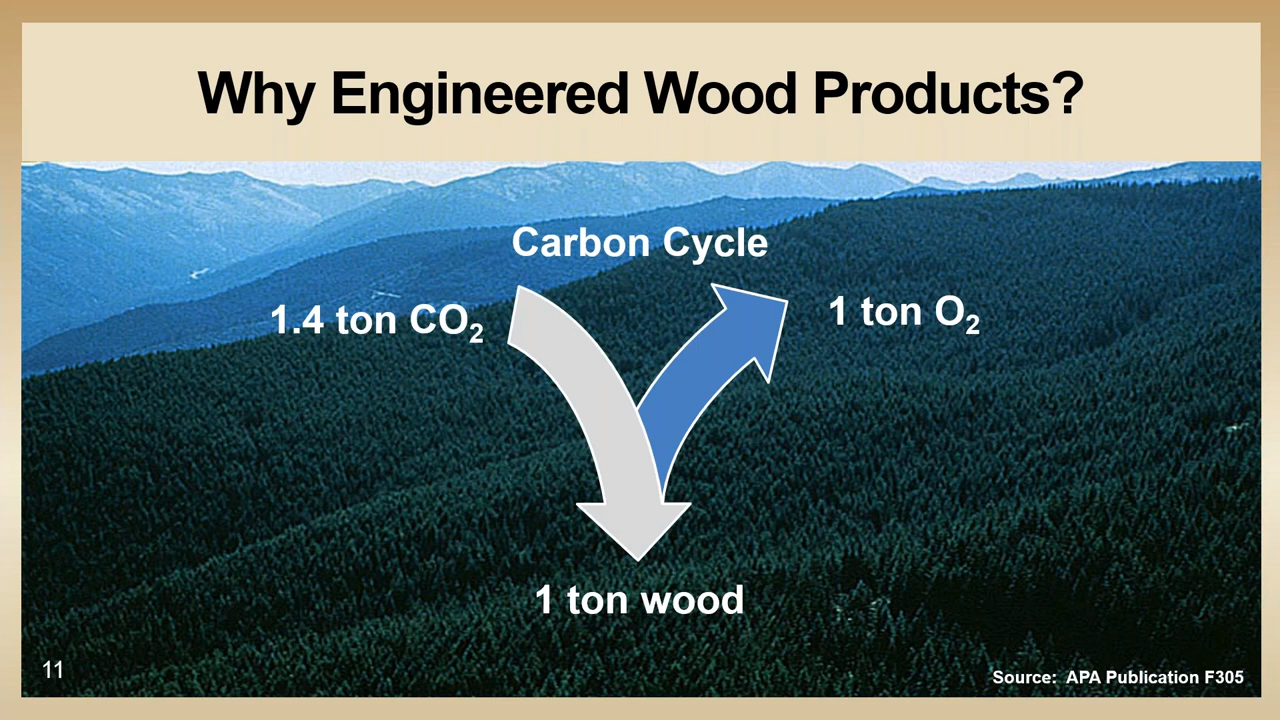 Why Engineered Wood Products?
Carbon Cycle
1.4 ton CO₂
1 ton O₂
1 ton wood
11
Source: APA Publication F305